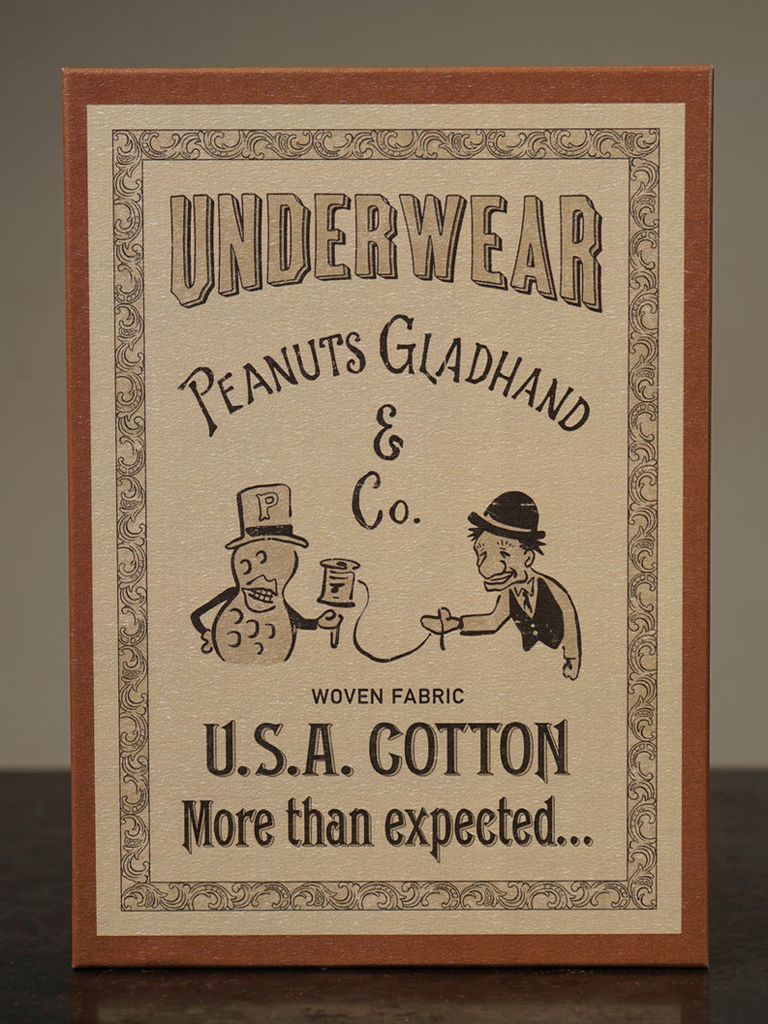 UNDERWEAR
PEANUTS GLADHAND
&
Co.
P
WOVEN FABRIC
U.S.A. COTTON
More than expected...